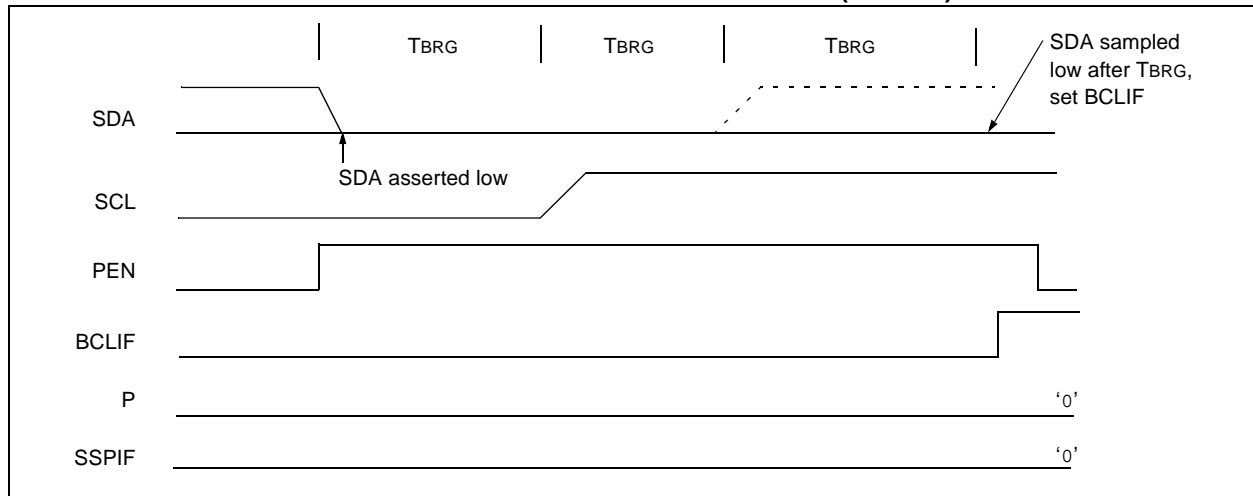 TBRG TBRG TBRG
SDA sampled
low after TBRG,
set BCLIF
SDA
SDA asserted low
SCL
PEN
BCLIF
P '0'
SSPIF '0'